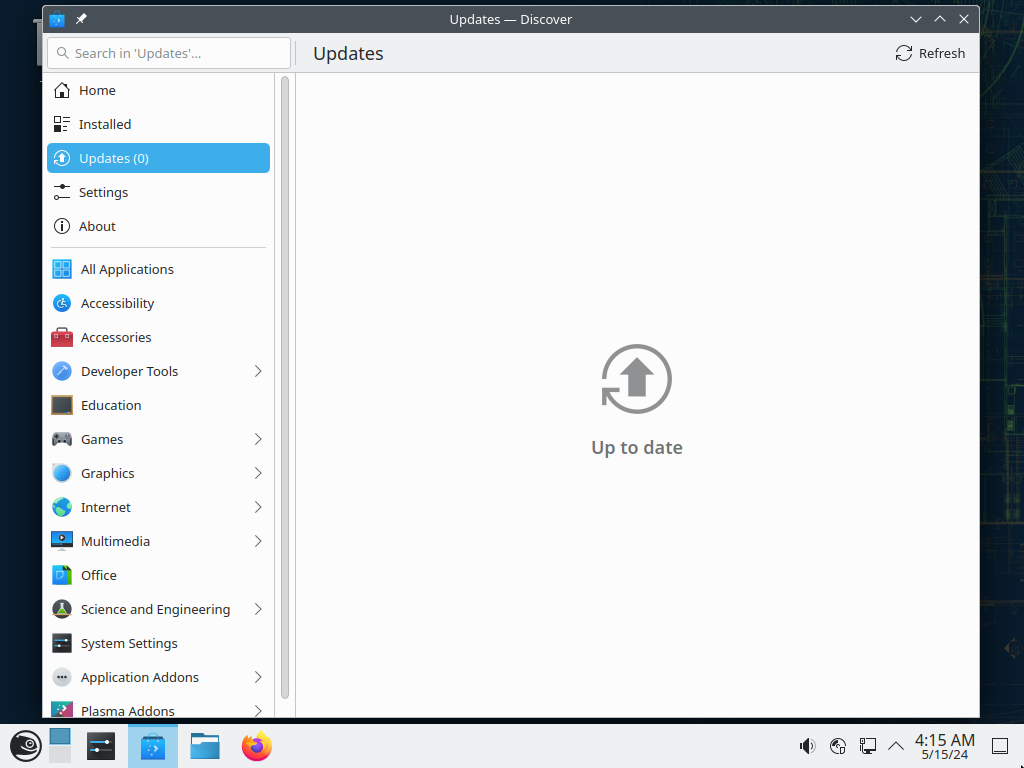 Updates — Discover
Search in 'Updates'...
Updates
Refresh
Home
Installed
Updates (0)
Settings
About
All Applications
Accessibility
Accessories
Developer Tools
Education
Games
Graphics
Internet
Multimedia
Office
Science and Engineering
System Settings
Application Addons
Plasma Addons
Up to date
4:15 AM
5/15/24